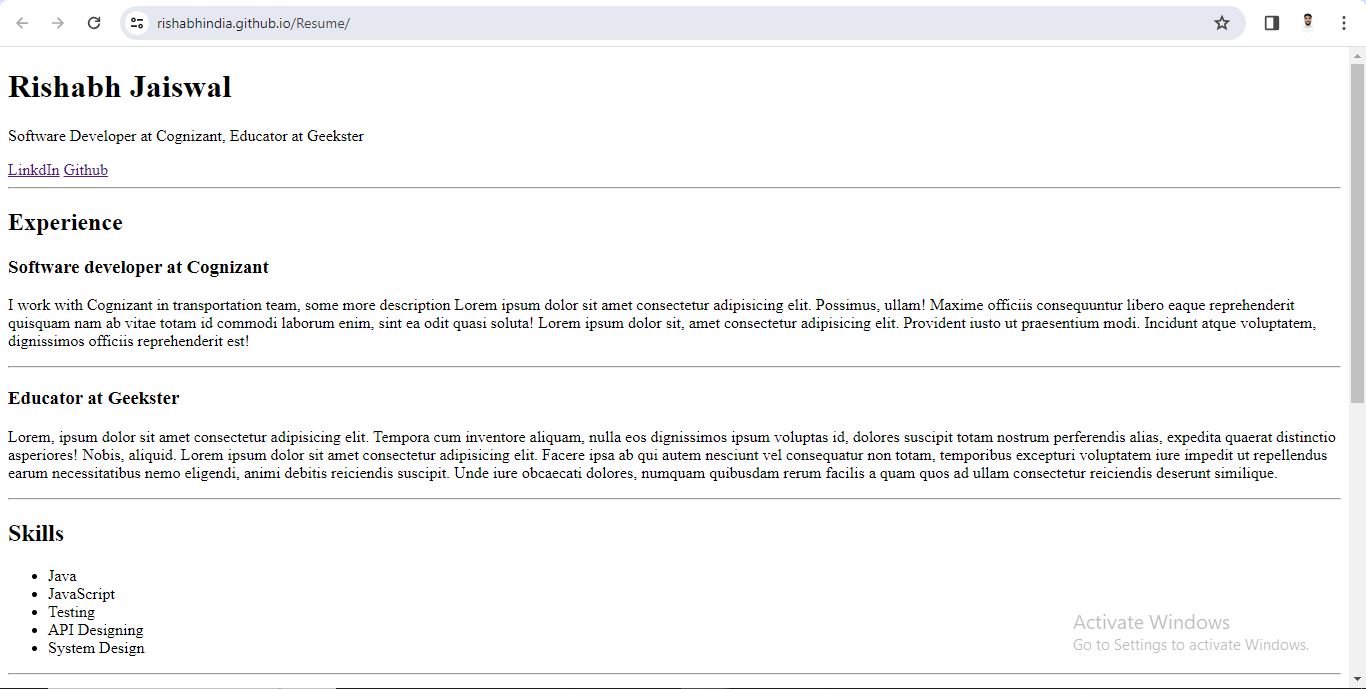 rishabhindia.github.io/Resume/
Rishabh Jaiswal
Software Developer at Cognizant, Educator at Geekster
LinkdIn Github
Experience
Software developer at Cognizant
I work with Cognizant in transportation team, some more description Lorem ipsum dolor sit amet consectetur adipisicing elit. Possimus, ullam! Maxime officiis consequuntur libero eaque reprehenderit
quisquam nam ab vitae totam id commodi laborum enim, sint ea odit quasi soluta! Lorem ipsum dolor sit, amet consectetur adipisicing elit. Provident iusto ut praesentium modi. Incidunt atque voluptatem,
dignissimos officiis reprehenderit est!
Educator at Geekster
Lorem, ipsum dolor sit amet consectetur adipisicing elit. Tempora cum inventore aliquam, nulla eos dignissimos ipsum voluptas id, dolores suscipit totam nostrum perferendis alias, expedita quaerat distinctio
asperiores! Nobis, aliquid. Lorem ipsum dolor sit amet consectetur adipisicing elit. Facere ipsa ab qui autem nesciunt vel consequatur non totam, temporibus excepturi voluptatem iure impedit ut repellendus
earum necessitatibus nemo eligendi, animi debitis reiciendis suscipit. Unde iure obcaecati dolores, numquam quibusdam rerum facilis a quam quos ad ullam consectetur reiciendis deserunt similique.
Skills
Java
JavaScript
Testing
API Designing
System Design
Activate Windows
Go to Settings to activate Windows.